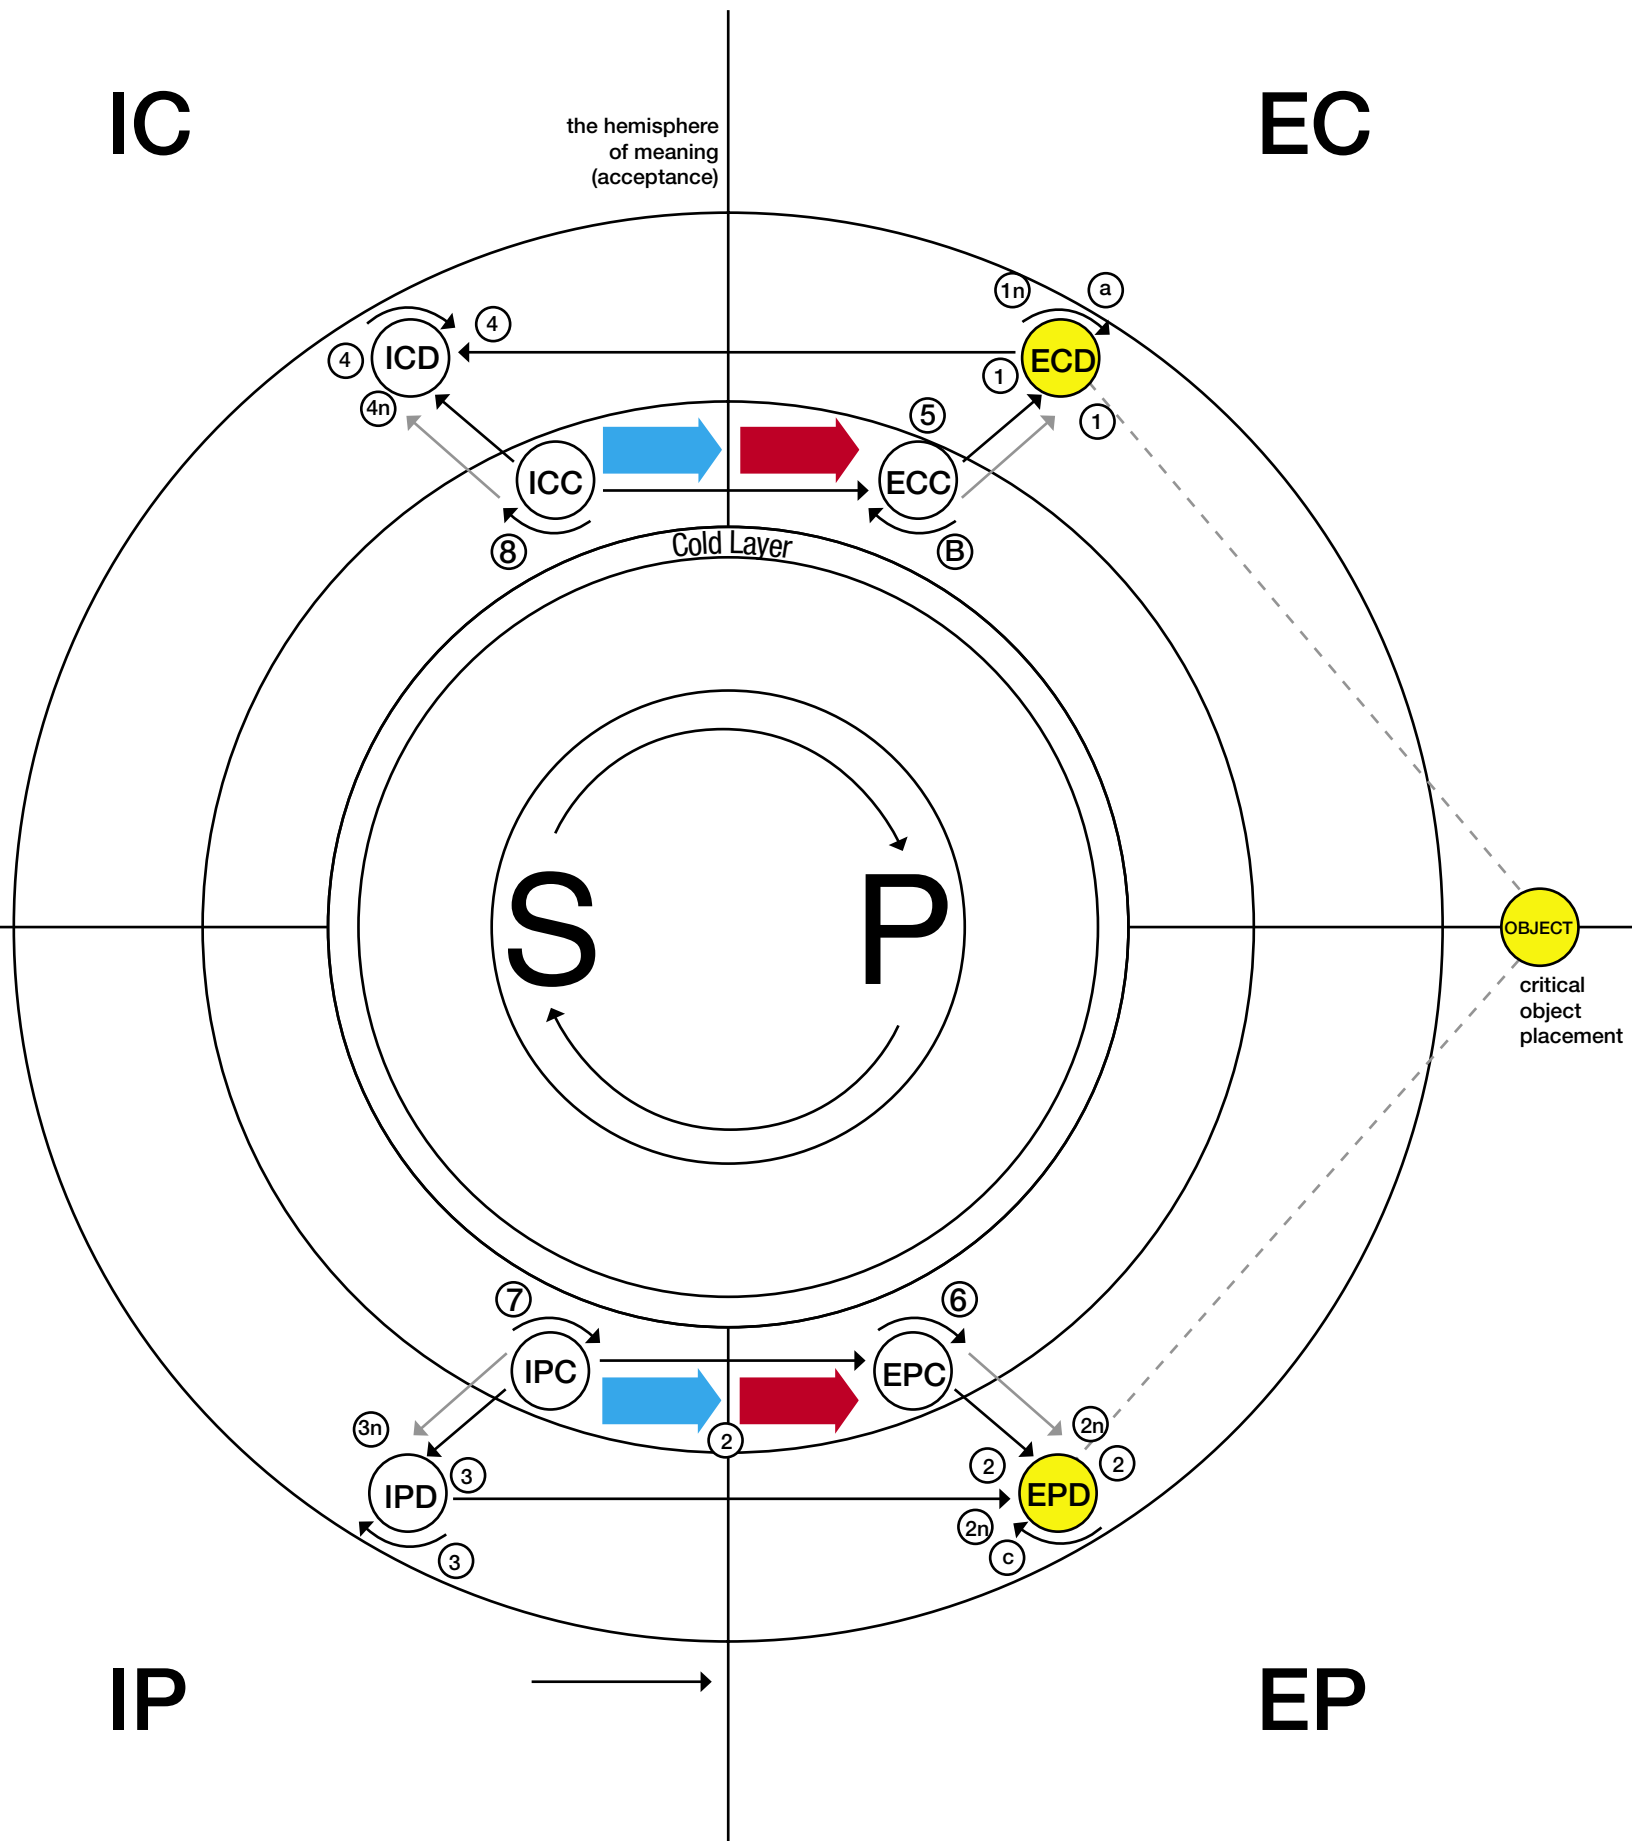 IC
EC
the hemisphere
of meaning
(acceptance)
1n
a
4
4
ICD
ECD
1
4n
5
1
ICC
ECC
8
B
Cold Layer
S
P
OBJECT
critical
object
placement
7
6
IPC
EPC
3n
2n
2
2
2
3
IPD
EPD
2n
3
c
IP
EP